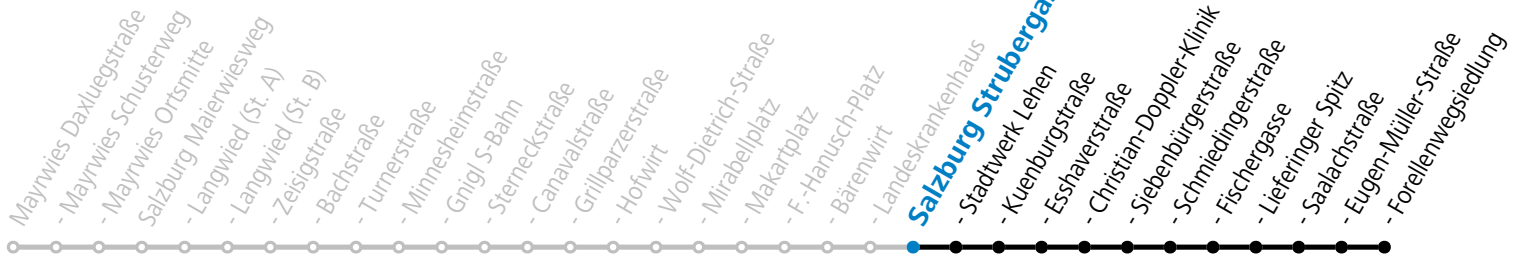 Mayrwies Daxluegstraße
- Mayrwies Schusterweg
- Mayrwies Ortsmitte
Salzburg Maierwiesweg
- Langwied (St. A)
Langwied (St. B)
- Zeisigstraße
- Bachstraße
- Turnerstraße
- Minnesheimstraße
- Gnigl S-Bahn
- Sterneckstraße
- Canavalstraße
- Grillparzerstraße
- Hofwirt
- Wolf-Dietrich-Straße
- Mirabellplatz
- Makartplatz
- F.-Hanusch-Platz
- Bärenwirt
- Landeskrankenhaus
Salzburg
- Stadtwerk Lehen
- Kuenburgstraße
- Esshaverstraße
- Christian-Doppler-Klinik
- Siebenbürgerstraße
- Schmiedingerstraße
- Fischergasse
- Lieferinger Spitz
- Saalachstraße
- Eugen-Müller-Straße
- Forellenwegsiedlung